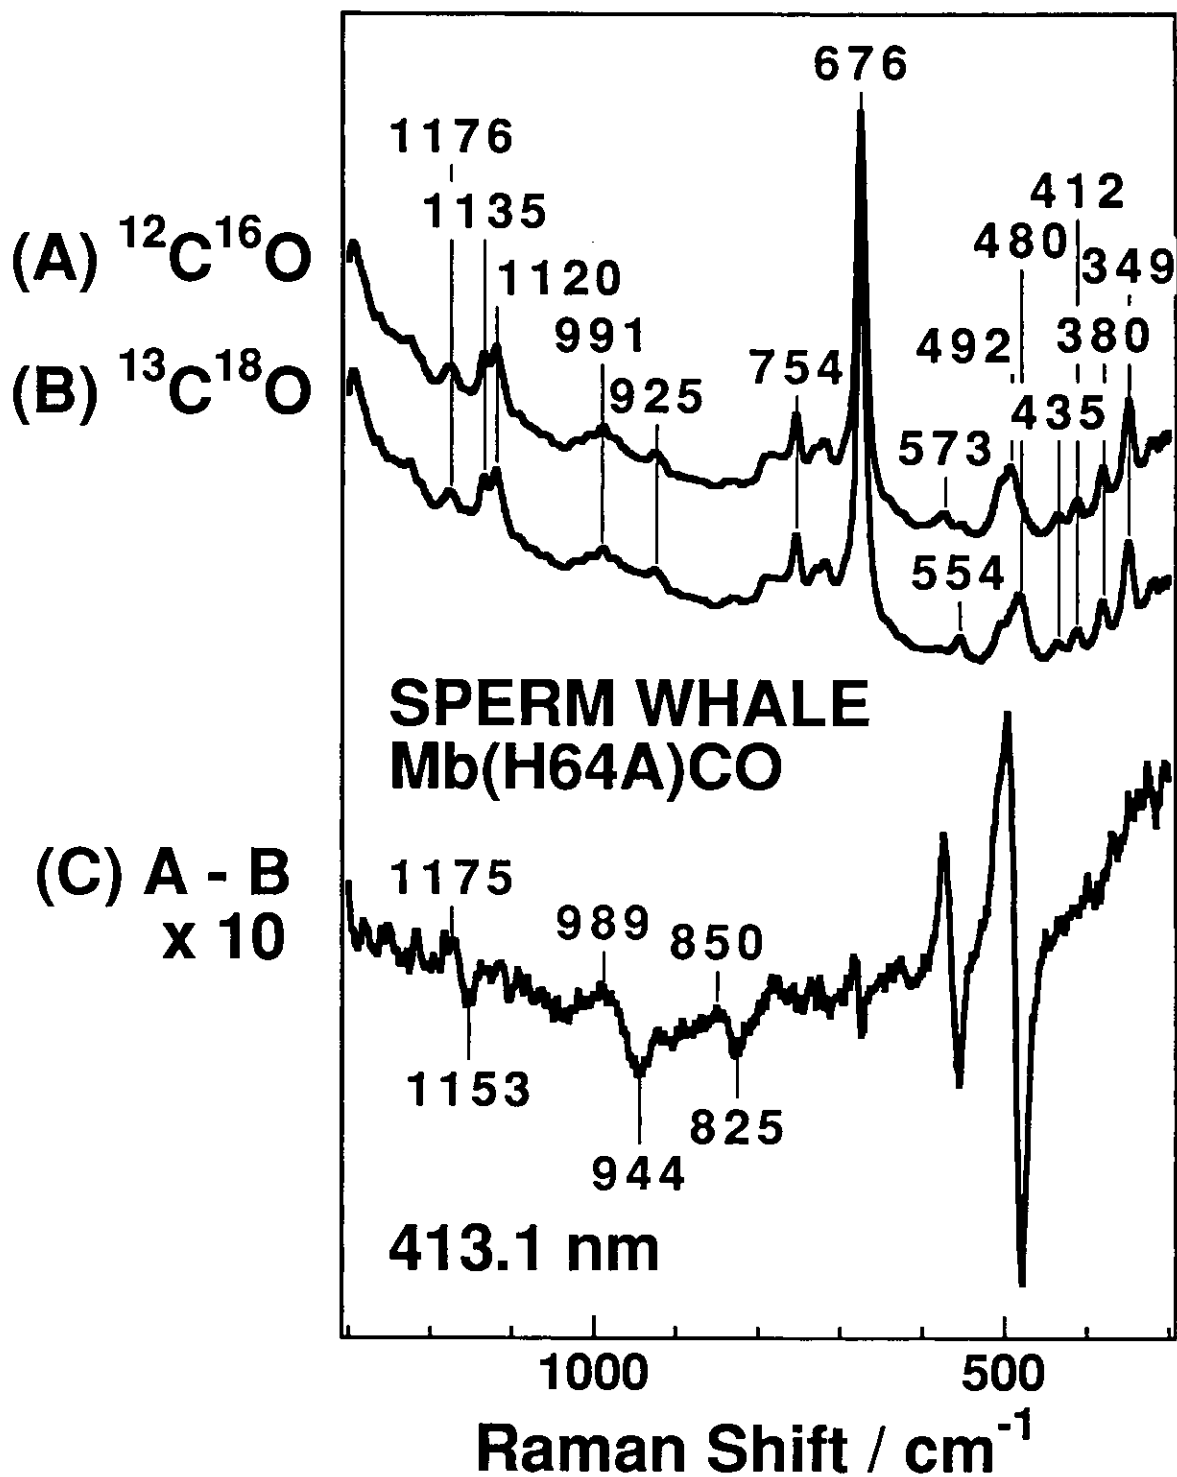 676
1176
412
1135
480
(A) ¹²C¹⁶O
1120
349
991
492
380
(B) ¹³C¹⁸O
754
925
435
573
554
SPERM WHALE
Mb(H64A)CO
(C) A - B
x 10
1175
989
850
1153
825
944
413.1 nm
1000
500
Raman Shift / cm⁻¹